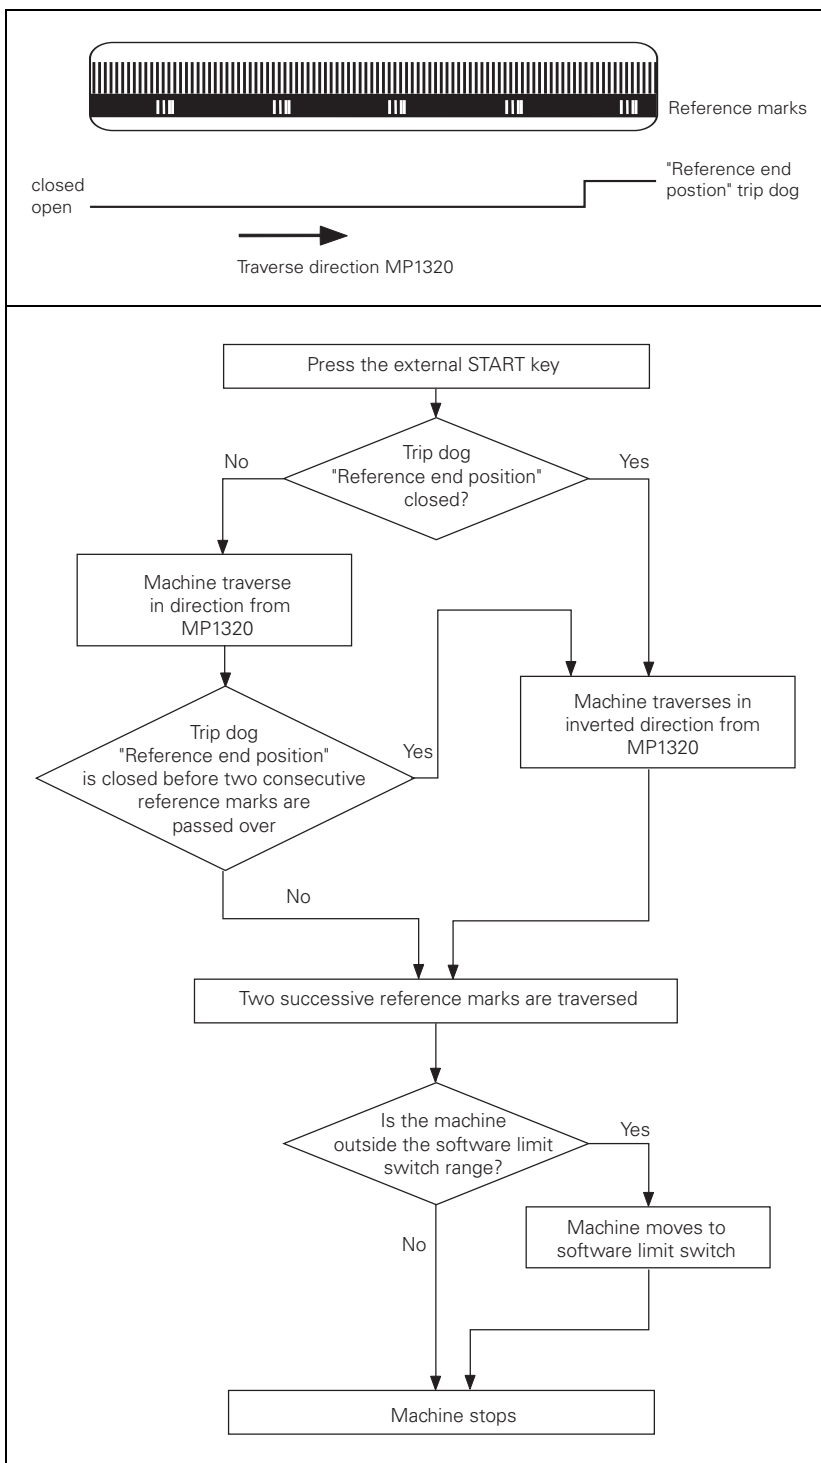 Reference marks
closed
open
"Reference end
postion" trip dog
Traverse direction MP1320
Press the external START key
Trip dog
"Reference end position"
closed?
No
Yes
Machine traverse
in direction from
MP1320
Trip dog
"Reference end position"
is closed before two consecutive
reference marks are
passed over
Yes
Machine traverses in
inverted direction from
MP1320
No
Two successive reference marks are traversed
Is the machine
outside the software limit
switch range?
Yes
No
Machine moves to
software limit switch
Machine stops